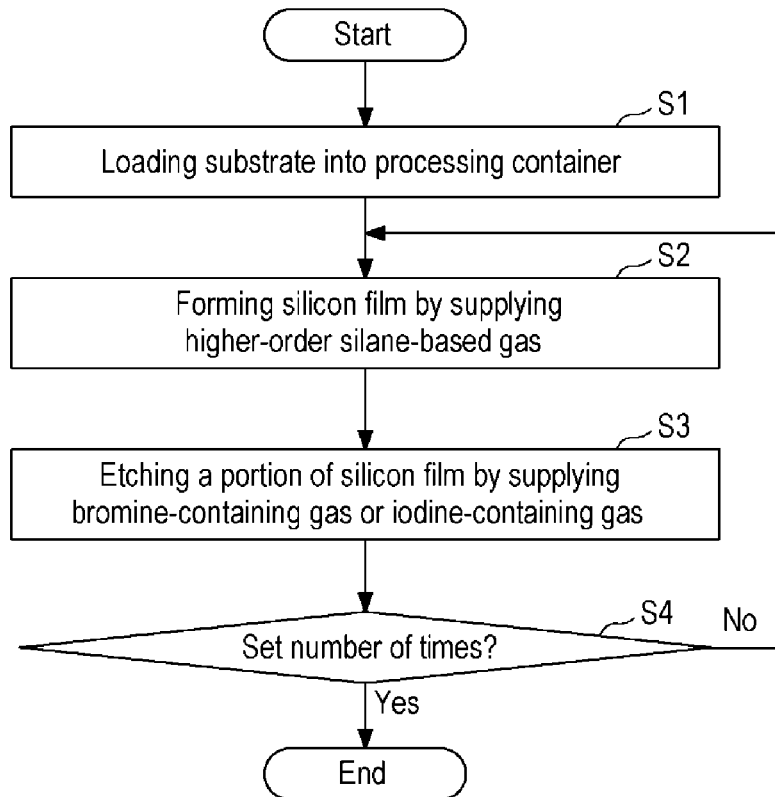 Start
S1
Loading substrate into processing container
S2
Forming silicon film by supplying
higher-order silane-based gas
S3
Etching a portion of silicon film by supplying
bromine-containing gas or iodine-containing gas
S4
No
Set number of times?
Yes
End